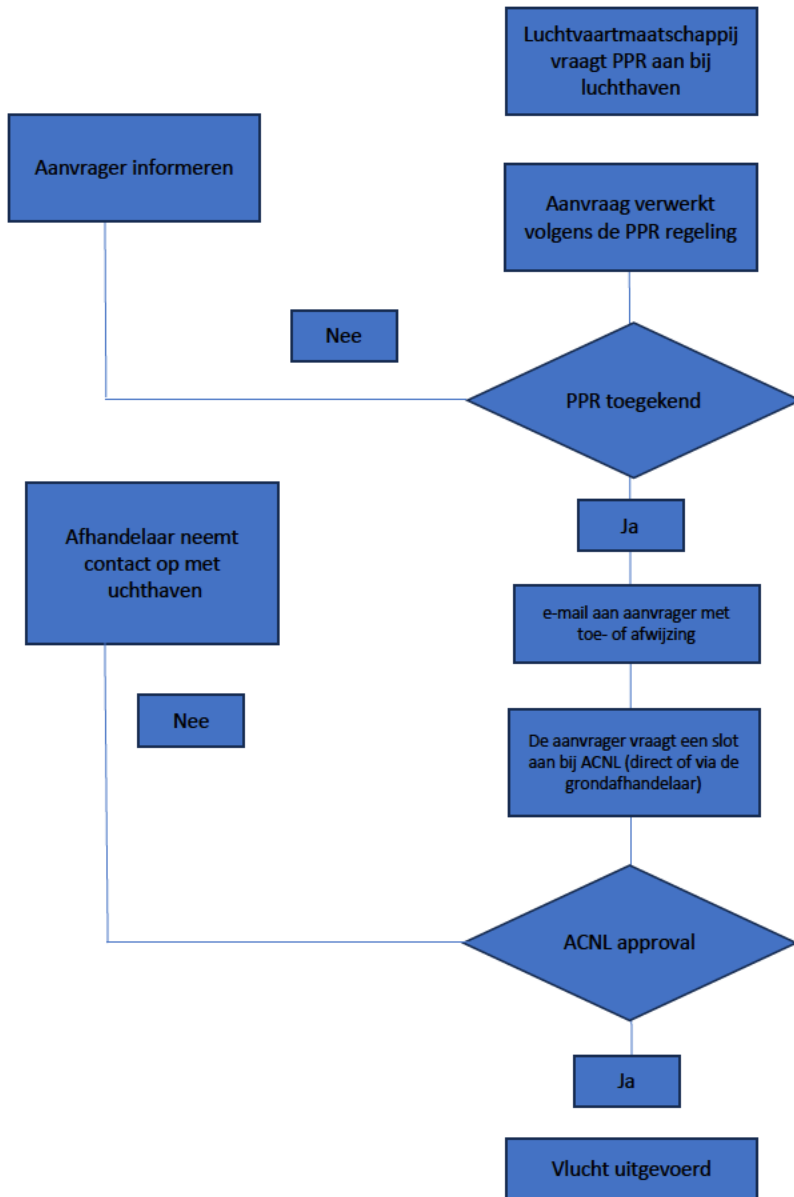 Luchtvaartmaatschappij
vraagt PPR aan bij
luchthaven
Aanvrager informeren
Aanvraag verwerkt
volgens de PPR regeling
Nee
PPR toegekend
Ja
Afhandelaar neemt
contact op met
uchthaven
e-mail aan aanvrager met
toe- of afwijzing
Nee
De aanvrager vraagt een slot
aan bij ACNL (direct of via de
grondafhandelaar)
ACNL approval
Ja
Vlucht uitgevoerd